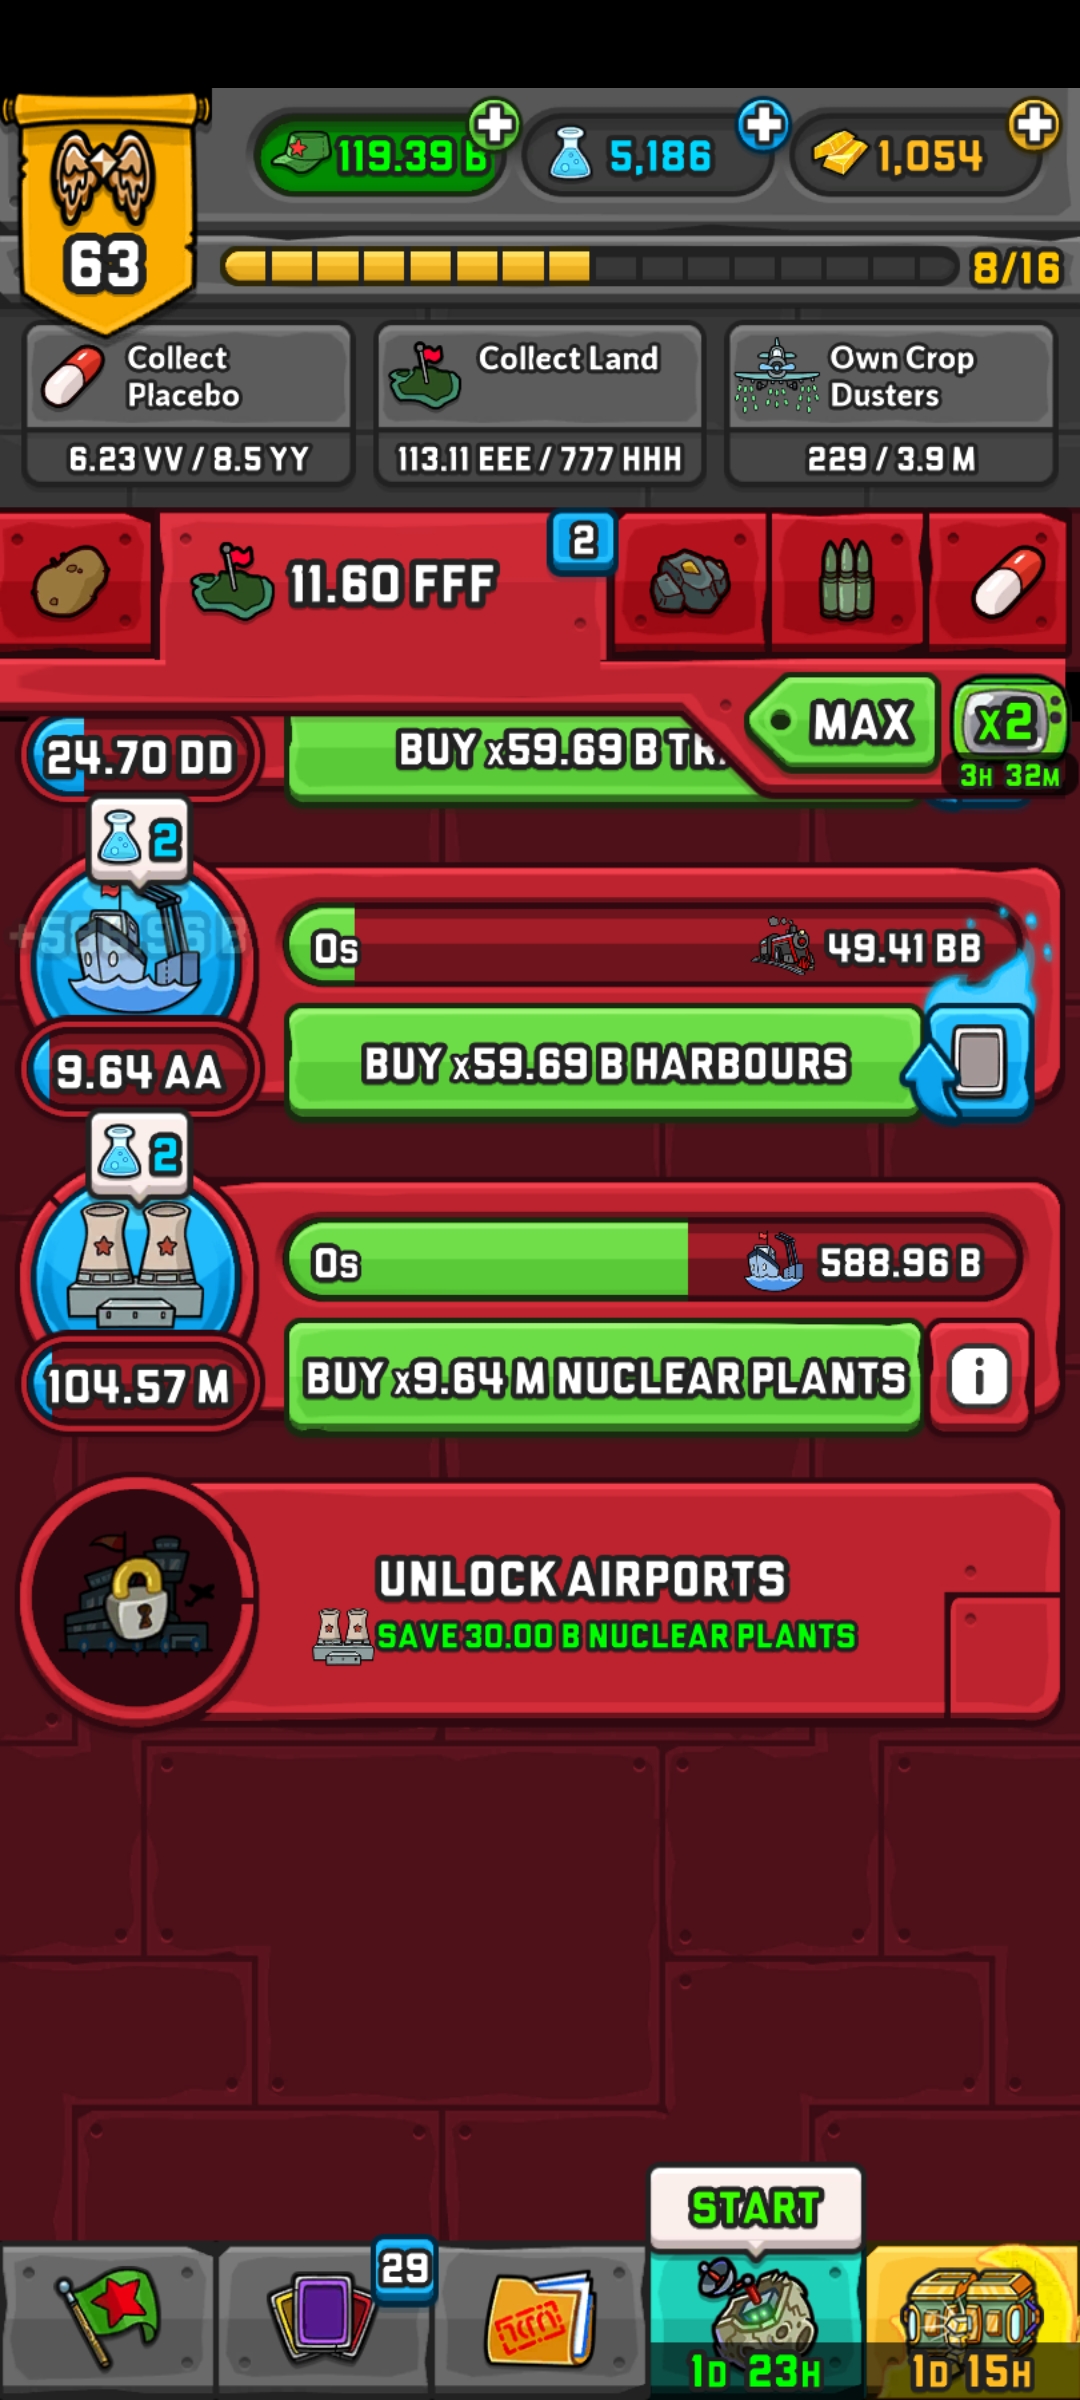 119.39 B
5,186
1,054
63
8/16
Collect
Placebo
6.23 VV / 8.5 YY
Collect Land
113.11 EEE / 777 HHH
Own Crop
Dusters
229 / 3.9 M
11.60 FFF
2
MAX
x2
3H 32M
24.70 DD
BUY x59.69 B TR
2
0s
49.41 BB
9.64 AA
BUY x59.69 B HARBOURS
2
0s
588.96 B
104.57 M
BUY x9.64 M NUCLEAR PLANTS
i
UNLOCK AIRPORTS
SAVE 30.00 B NUCLEAR PLANTS
START
29
1D 23H
1D 15H